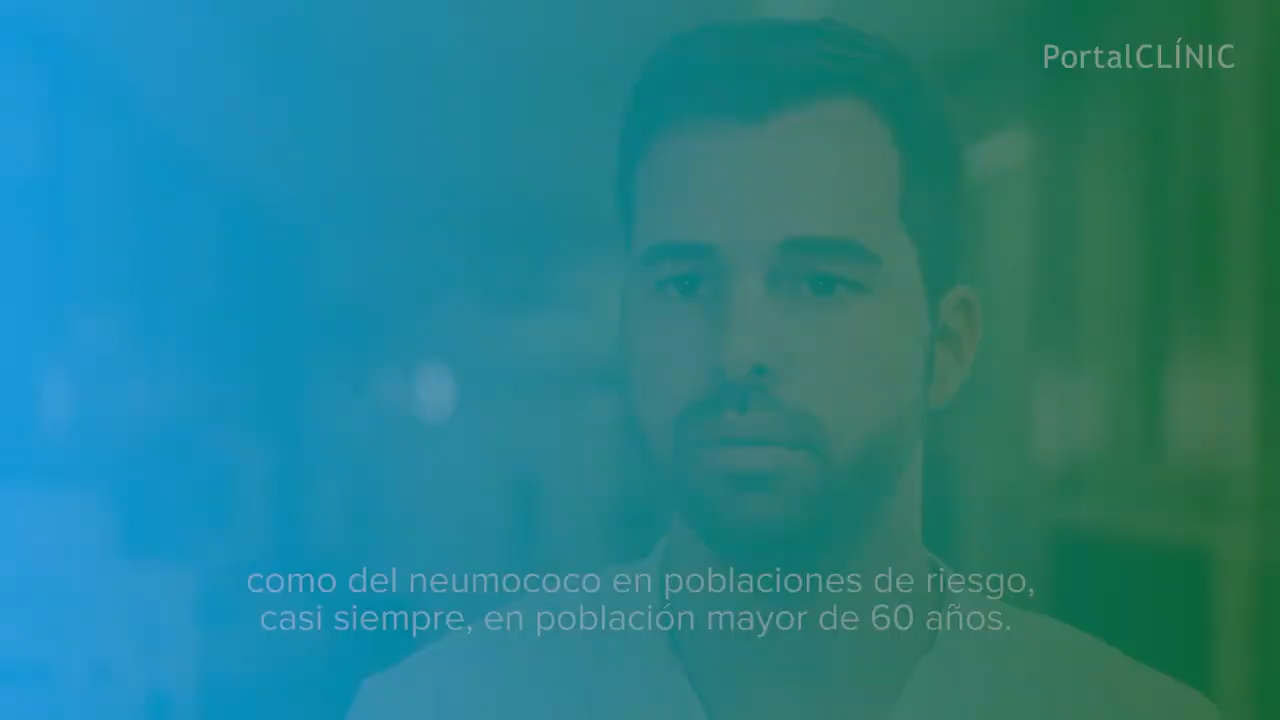 PortalCLÍNIC
como del neumococo en poblaciones de riesgo,
casi siempre, en población mayor de 60 años.